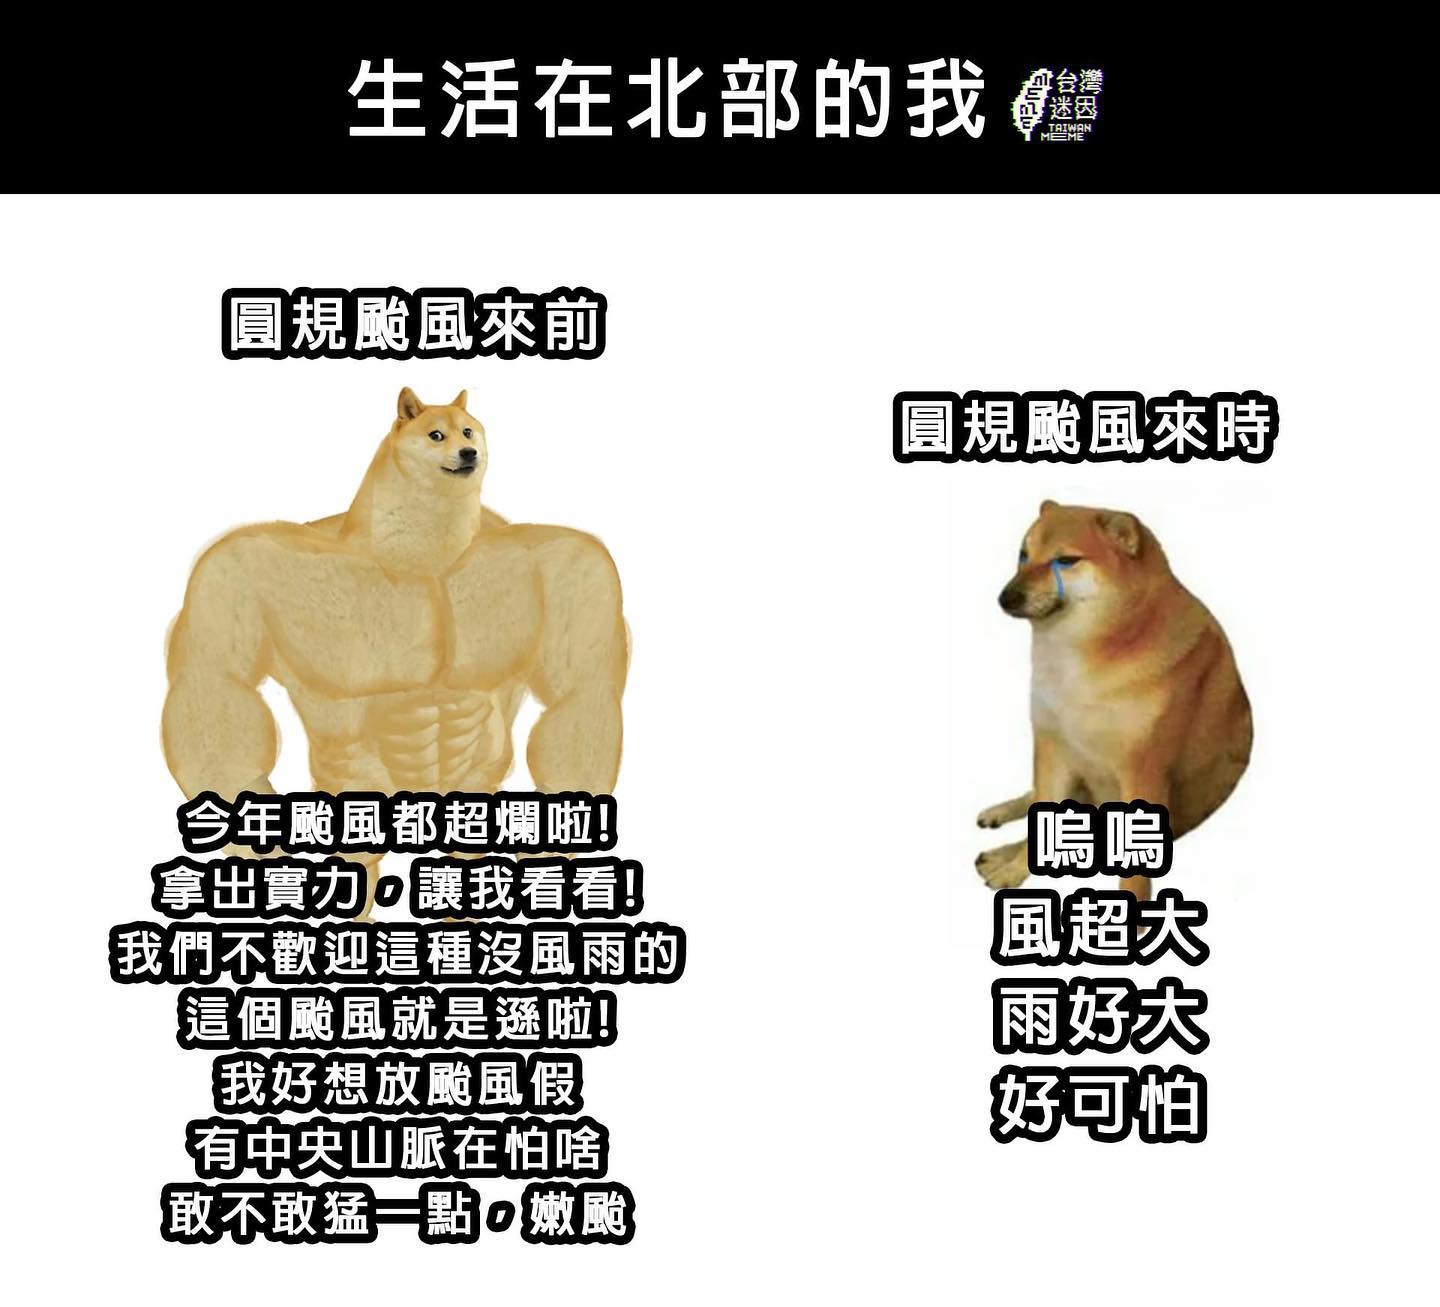 生活在北部的我
台灣
迷因
TAIWAN
MEME
圓規颱風來前
今年颱風都超爛啦!
拿出實力，讓我看看!
我們不歡迎這種沒風雨的
這個颱風就是遜啦!
我好想放颱風假
有中央山脈在怕啥
敢不敢猛一點，嫩颱
圓規颱風來時
嗚嗚
風超大
雨好大
好可怕